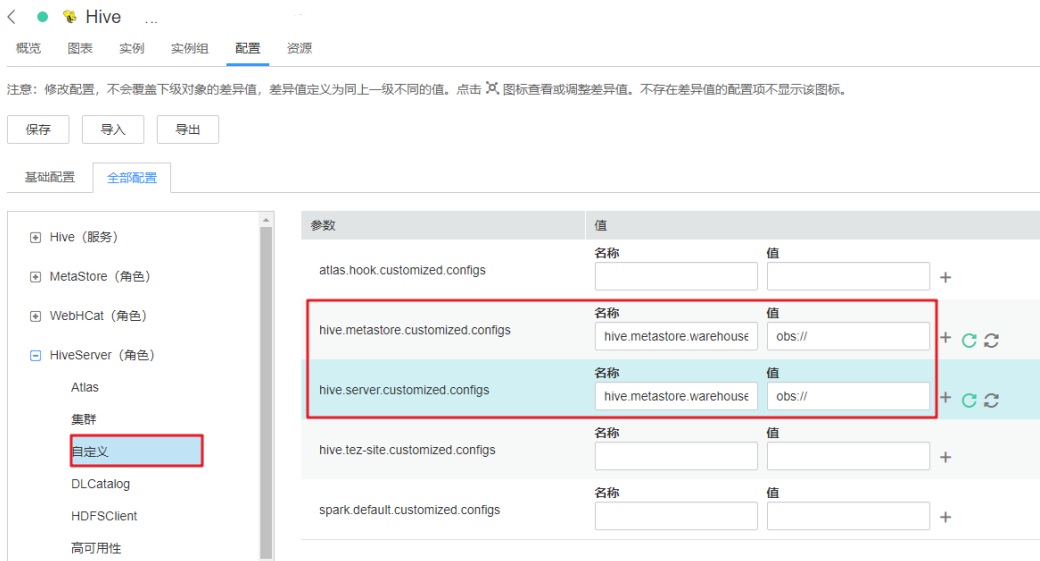 Hive ...
概览 图表 实例 实例组 配置 资源
注意：修改配置，不会覆盖下级对象的差异值，差异值定义为同上一级不同的值。点击 图标查看或调整差异值。不存在差异值的配置项不显示该图标。
保存 导入 导出
基础配置 全部配置
Hive（服务）
MetaStore（角色）
WebHCat（角色）
HiveServer（角色）
Atlas
集群
自定义
DLCatalog
HDFSClient
高可用性
参数 值
名称 值
atlas.hook.customized.configs
名称 值
hive.metastore.customized.configs hive.metastore.warehouse obs://
名称 值
hive.server.customized.configs hive.metastore.warehouse obs://
名称 值
hive.tez-site.customized.configs
名称 值
spark.default.customized.configs